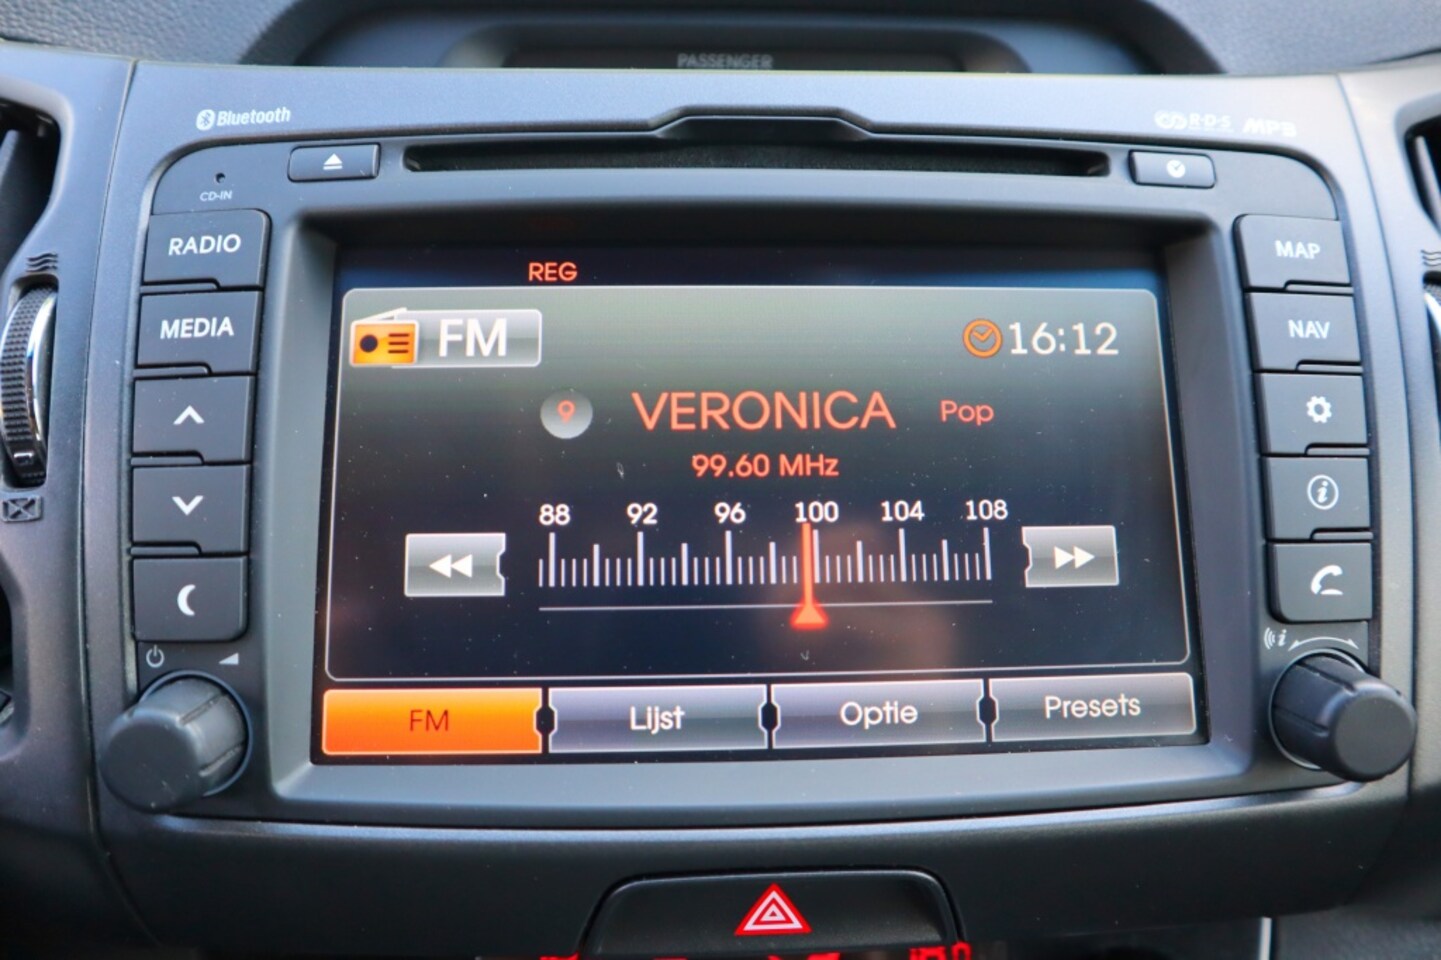 PASSENGER
Bluetooth
R·D·S MP3
CD-IN
RADIO
MEDIA
MAP
NAV
REG
FM
16:12
9 VERONICA Pop
99.60 MHz
88 92 96 100 104 108
FM Lijst Optie Presets